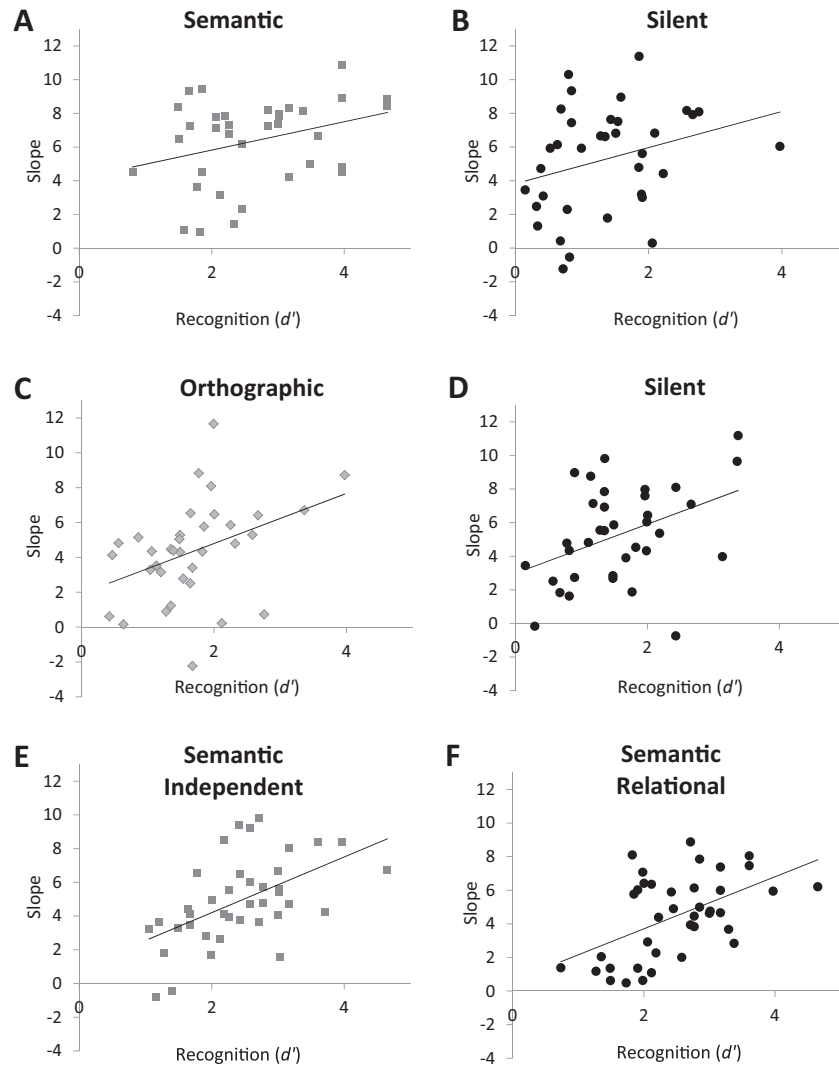 A
Semantic
12
10
8
6
4
2
0
-2
-4
0
2
4
Slope
Recognition (d')
B
Silent
12
10
8
6
4
2
0
-2
-4
0
2
4
Slope
Recognition (d')
C
Orthographic
12
10
8
6
4
2
0
-2
-4
0
2
4
Slope
Recognition (d')
D
Silent
12
10
8
6
4
2
0
-2
-4
0
2
4
Slope
Recognition (d')
E
Semantic
Independent
12
10
8
6
4
2
0
-2
-4
0
2
4
Slope
Recognition (d')
F
Semantic
Relational
12
10
8
6
4
2
0
-2
-4
0
2
4
Slope
Recognition (d')